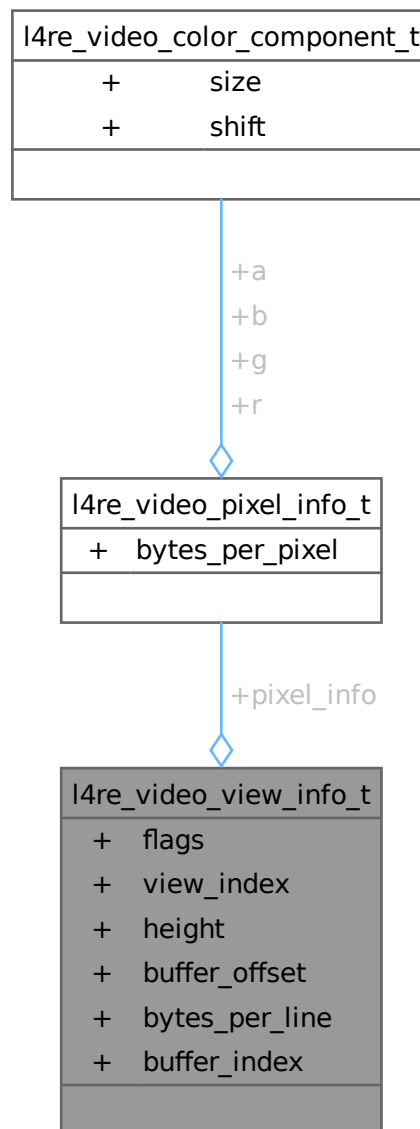 l4re_video_color_component_t
+ size
+ shift
+a
+b
+g
+r
l4re_video_pixel_info_t
+ bytes_per_pixel
+pixel_info
l4re_video_view_info_t
+ flags
+ view_index
+ height
+ buffer_offset
+ bytes_per_line
+ buffer_index